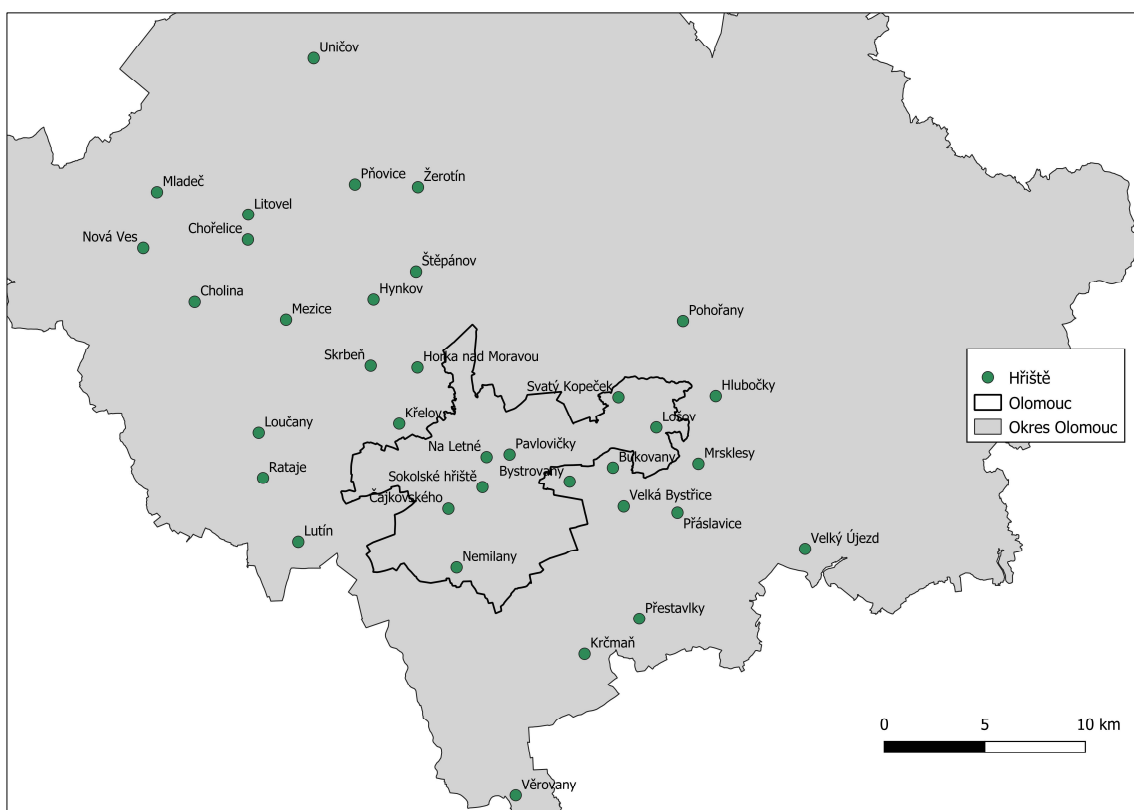 Uničov
Pňovice
Žerotín
Mladeč
Litovel
Chořelice
Nová Ves
Štěpánov
Cholina
Hynkov
Mezice
Pohořany
Skrbeň
Horka nad Moravou
Svatý Kopeček
Hlubočky
Hřiště
Olomouc
Okres Olomouc
Loučany
Křelov
Lošov
Na Letné
Pavlovičky
Bukovany
Mrsklesy
Rataje
Sokolské hřiště
Bystrovany
Čajkovského
Velká Bystřice
Přáslavice
Lutín
Velký Újezd
Nemilany
Přestavlky
Krčmaň
0 5 10 km
Věrovany